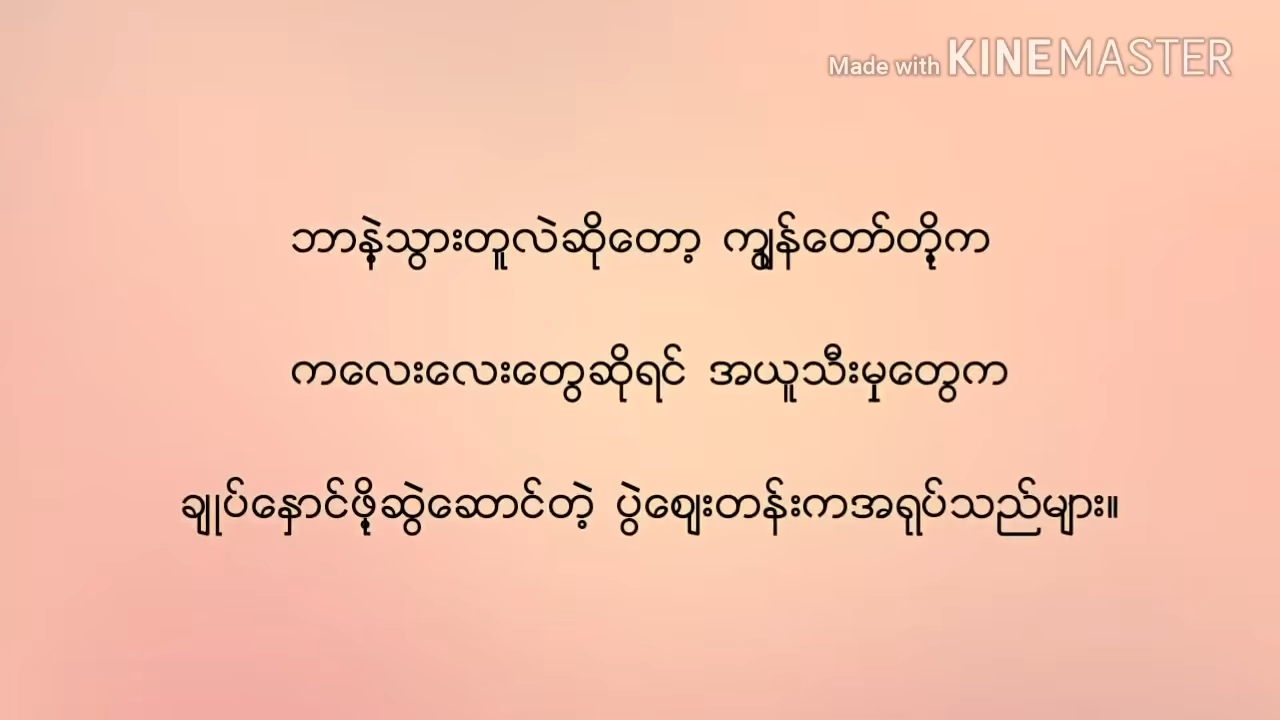 Made with KINEMASTER
ဘာနဲ့သွားတူလဲဆိုတော့ ကျွန်တော်တို့က
ကလေးလေးတွေဆိုရင် အယူသီးမှုတွေက
ချုပ်နှောင်ဖို့ဆွဲဆောင်တဲ့ ပွဲဈေးတန်းကအရုပ်သည်များ။